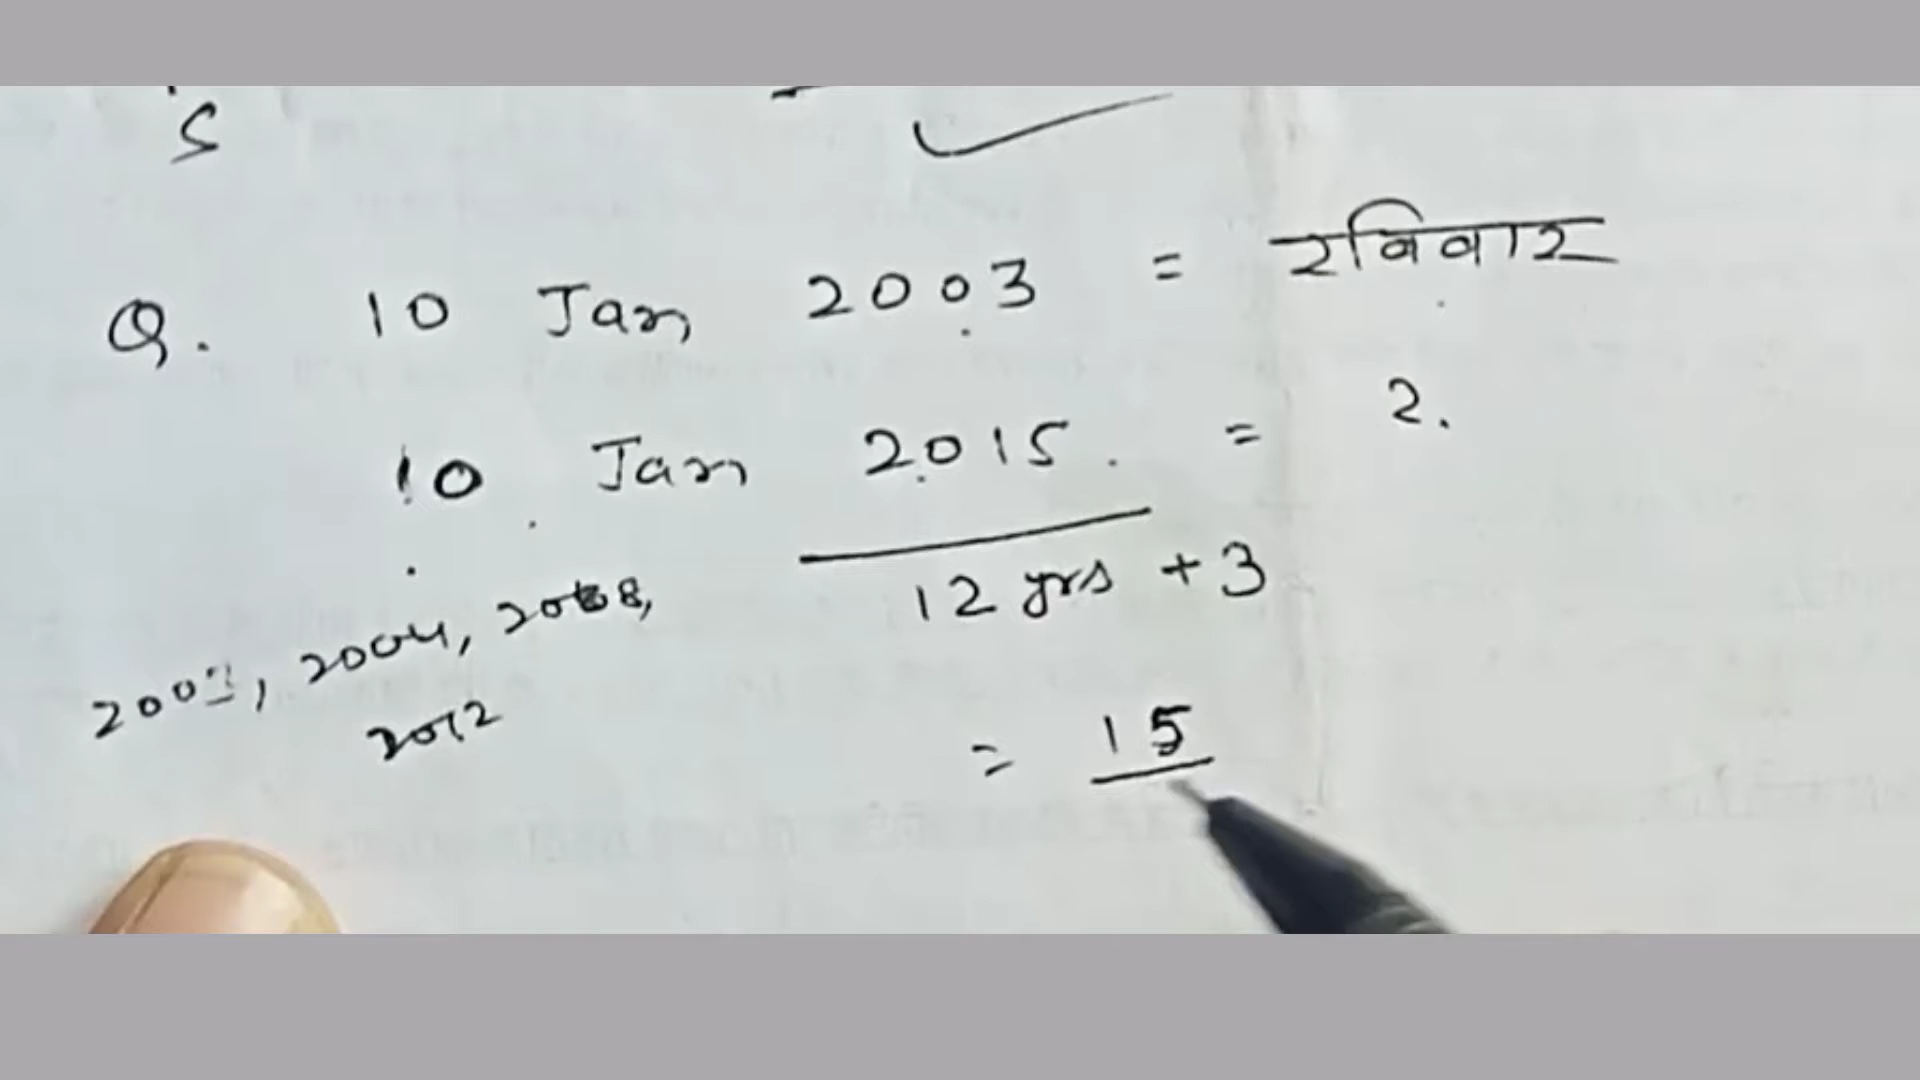 S
Q. 10 Jan 2003 = रविवार
10 Jan 2015. = 2.
12 yrs + 3
2003, 2004, 2008,
2012
= 15